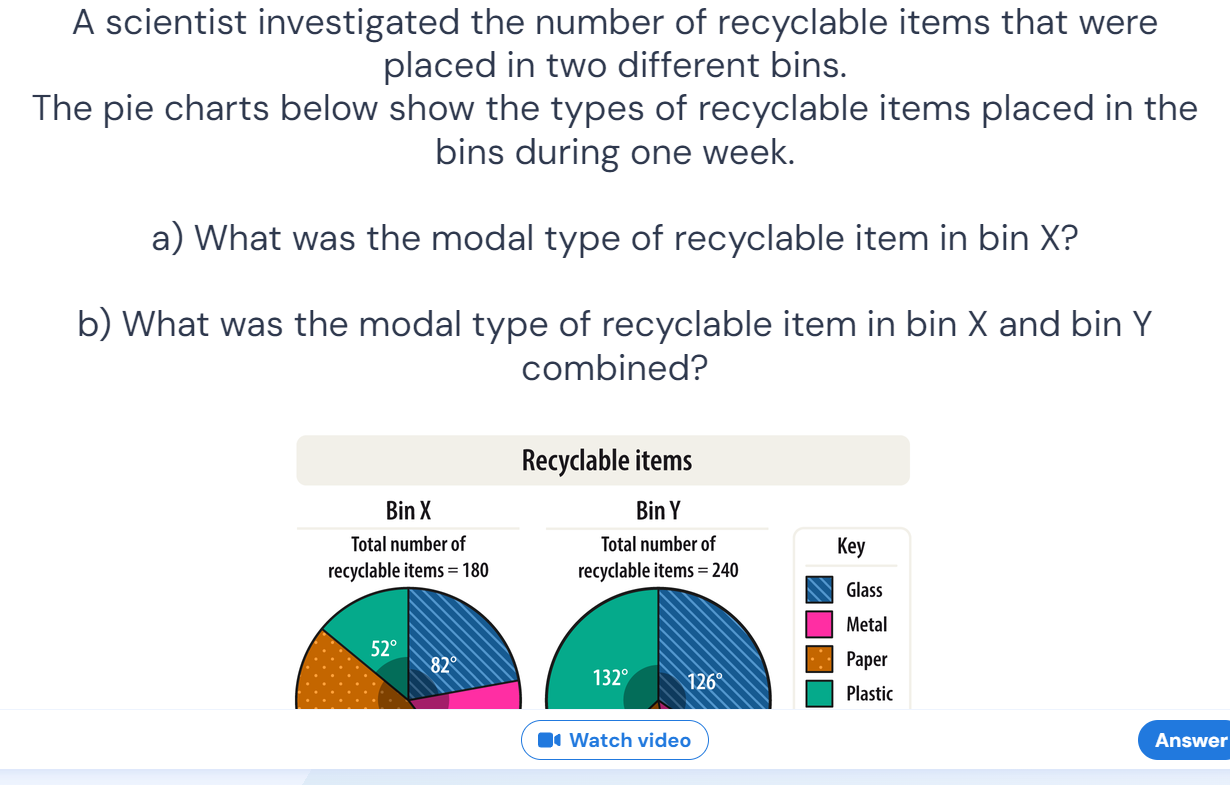 A scientist investigated the number of recyclable items that were
placed in two different bins.
The pie charts below show the types of recyclable items placed in the
bins during one week.
a) What was the modal type of recyclable item in bin X?
b) What was the modal type of recyclable item in bin X and bin Y
combined?
Recyclable items
Bin X
Total number of
recyclable items = 180
52°
82°
Bin Y
Total number of
recyclable items = 240
132°
126°
Key
Glass
Metal
Paper
Plastic
Watch video
Answer